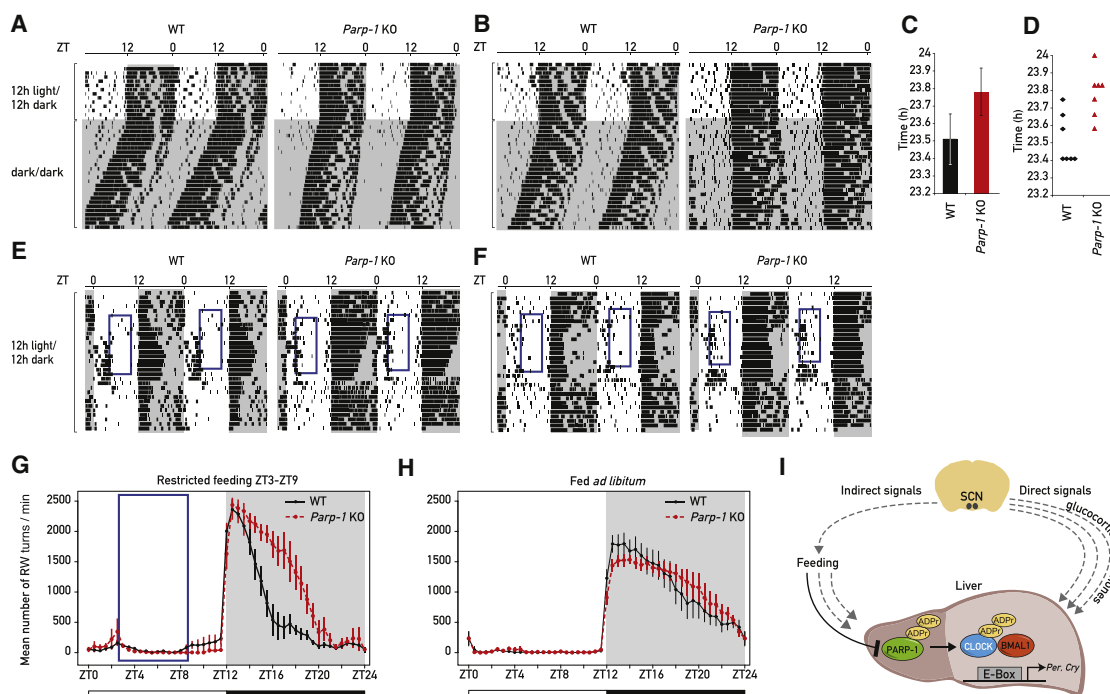 A
WT
Parp-1 KO
ZT
12
0
12
0
12
0
12
0
12h light/
12h dark
dark/dark
B
WT
Parp-1 KO
ZT
12
0
12
0
12
0
12
0
C
Time (h)
24
23.9
23.8
23.7
23.6
23.5
23.4
23.3
23.2
WT
Parp-1 KO
D
Time (h)
24
23.9
23.8
23.7
23.6
23.5
23.4
23.3
23.2
WT
Parp-1 KO
E
WT
Parp-1 KO
ZT
0
12
0
12
0
12
0
12
12h light/
12h dark
F
WT
Parp-1 KO
ZT
0
12
0
12
0
12
0
12
G
Restricted feeding ZT3-ZT9
Mean number of RW turns / min
2500
2000
1500
1000
500
0
WT
Parp-1 KO
ZT0
ZT4
ZT8
ZT12
ZT16
ZT20
ZT24
H
Fed ad libitum
2500
2000
1500
1000
500
0
WT
Parp-1 KO
ZT0
ZT4
ZT8
ZT12
ZT16
ZT20
ZT24
I
Indirect signals
SCN
Direct signals
Feeding
Liver
ADPr
ADPr
PARP-1
ADPr
ADPr
CLOCK
BMAL1
E-Box
Per, Cry